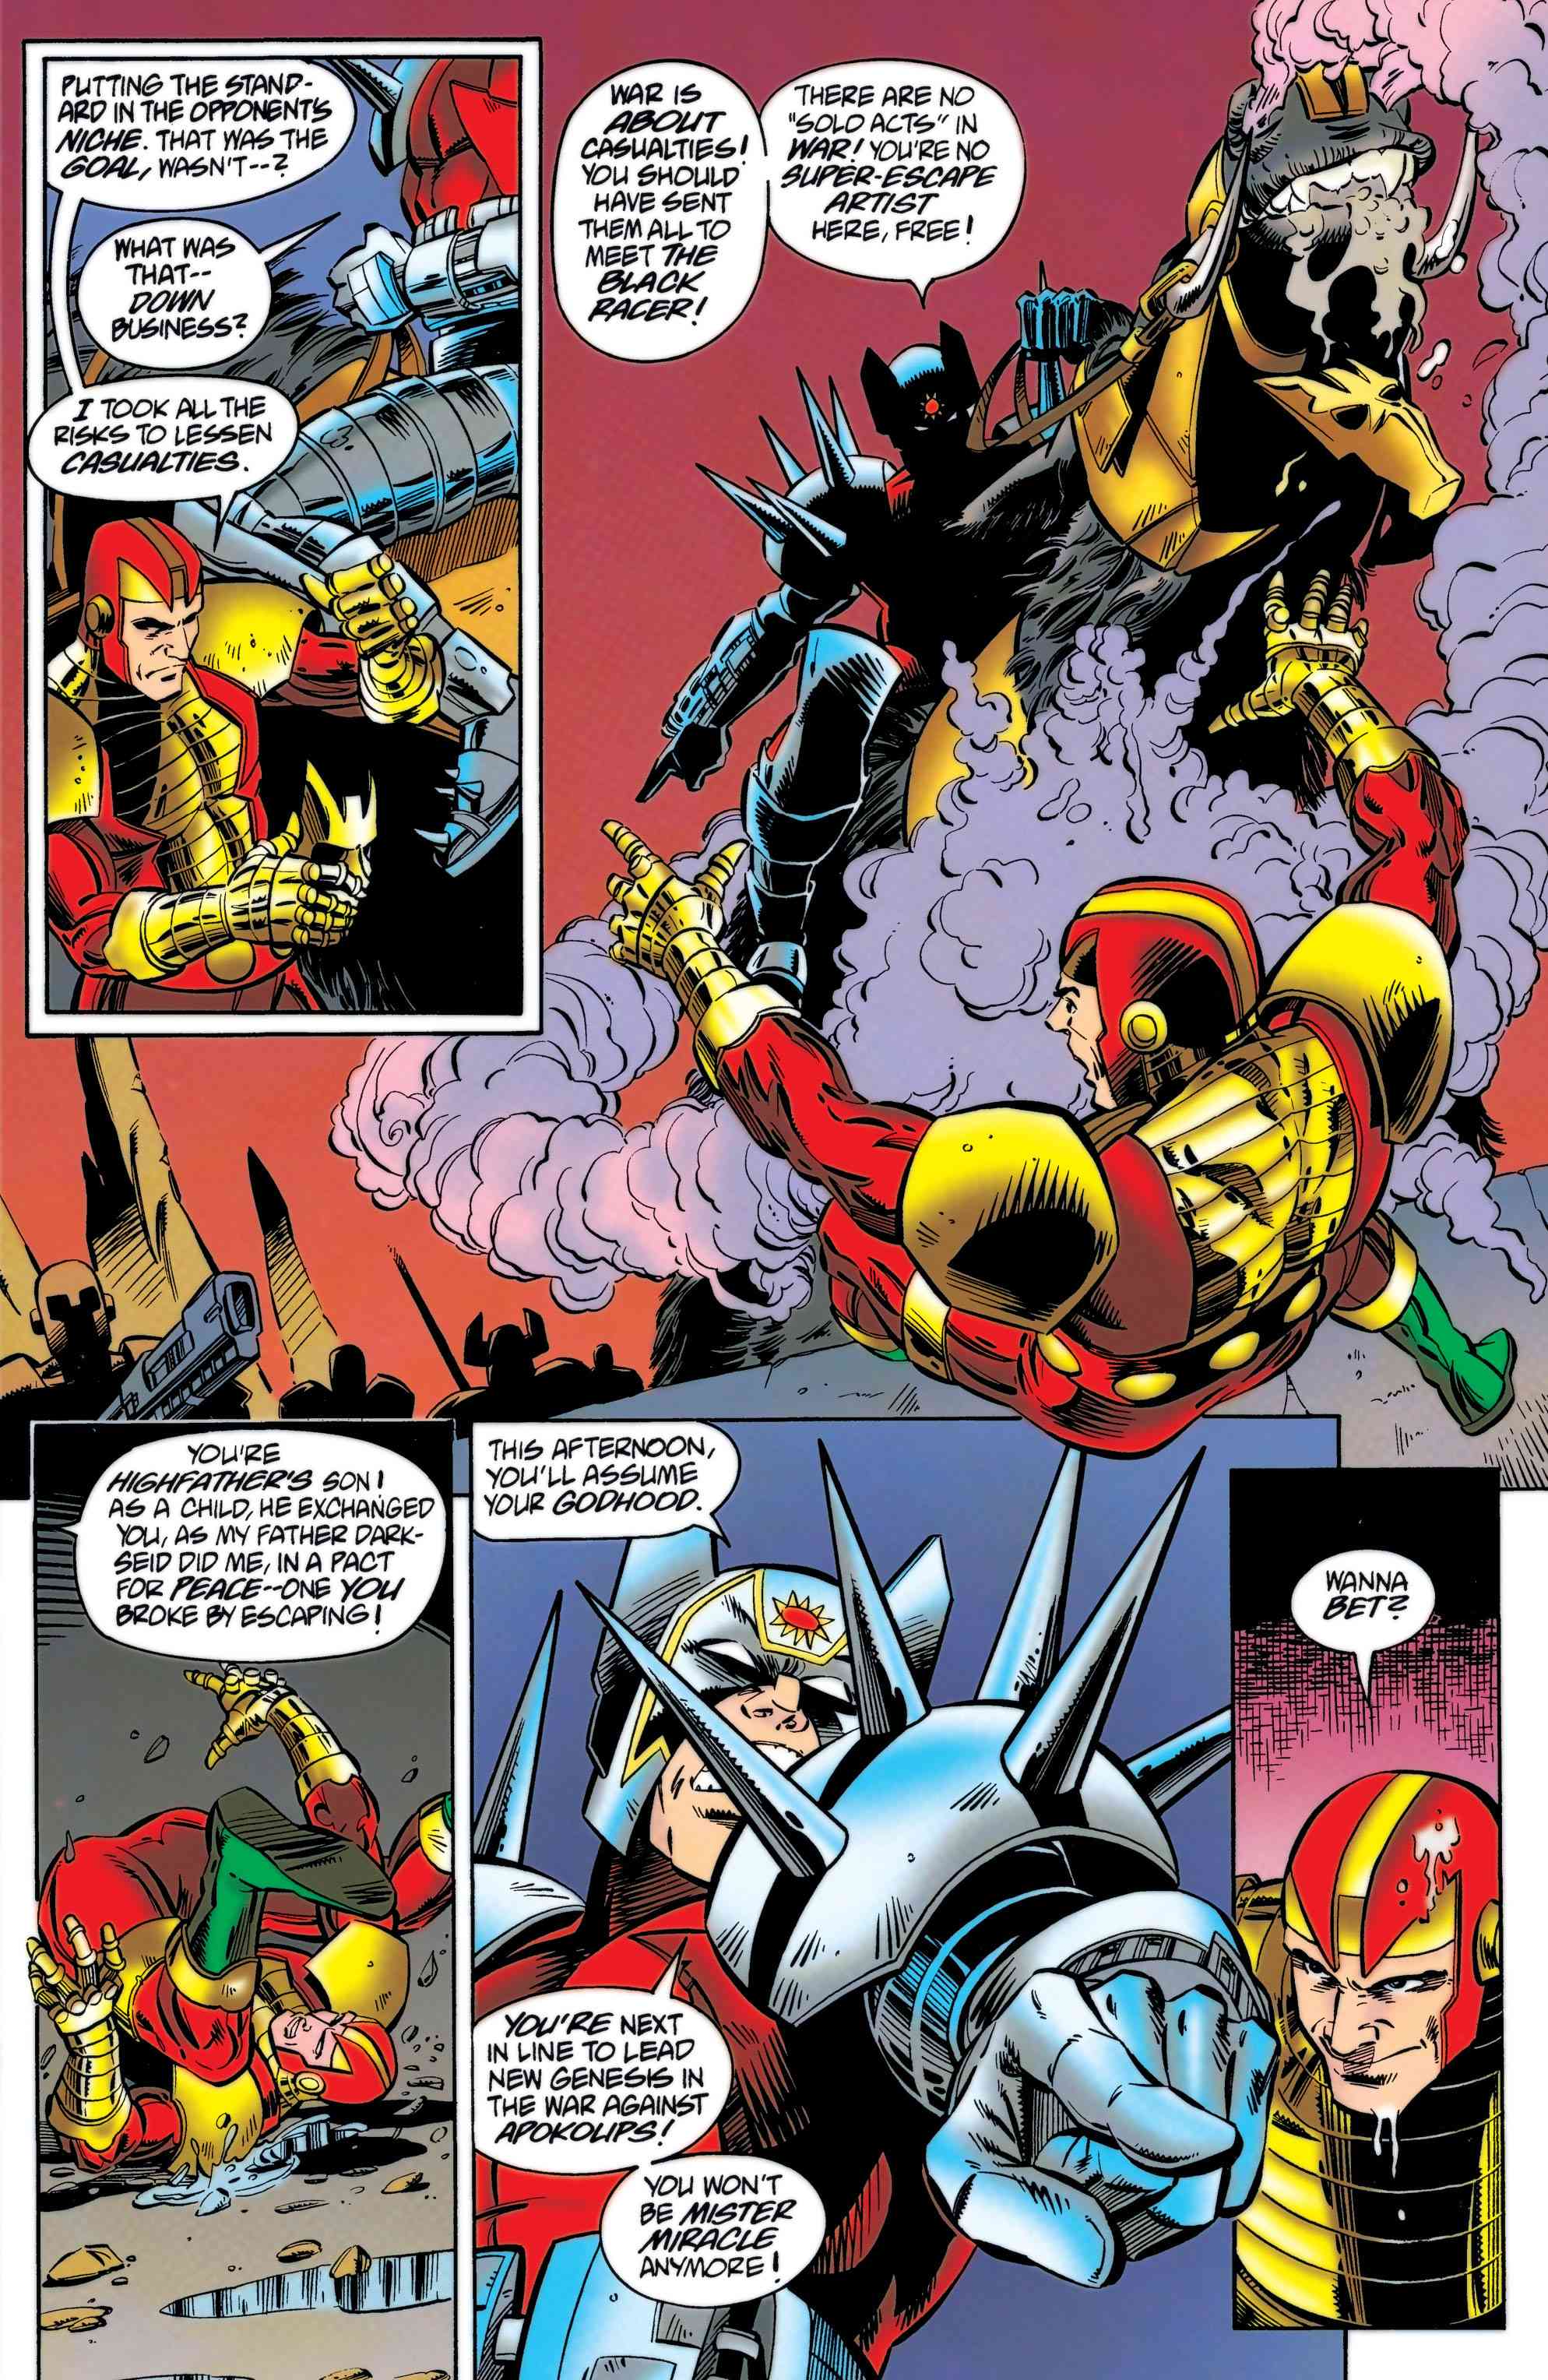 PUTTING THE STAND-
ARD IN THE OPPONENT'S
NICHE. THAT WAS THE
GOAL, WASN'T--?
WHAT WAS
THAT--
DOWN
BUSINESS?
I TOOK ALL THE
RISKS TO LESSEN
CASUALTIES.
WAR IS
ABOUT
CASUALTIES!
YOU SHOULD
HAVE SENT
THEM ALL TO
MEET THE
BLACK
RACER!
THERE ARE NO
"SOLO ACTS" IN
WAR! YOU'RE NO
SUPER-ESCAPE
ARTIST
HERE, FREE!
YOU'RE
HIGHFATHER'S SON!
AS A CHILD, HE EXCHANGED
YOU, AS MY FATHER DARK-
SEID DID ME, IN A PACT
FOR PEACE--ONE YOU
BROKE BY ESCAPING!
THIS AFTERNOON,
YOU'LL ASSUME
YOUR GODHOOD.
YOU'RE NEXT
IN LINE TO LEAD
NEW GENESIS IN
THE WAR AGAINST
APOKOLIPS!
YOU WON'T
BE MISTER
MIRACLE
ANYMORE!
WANNA
BET?